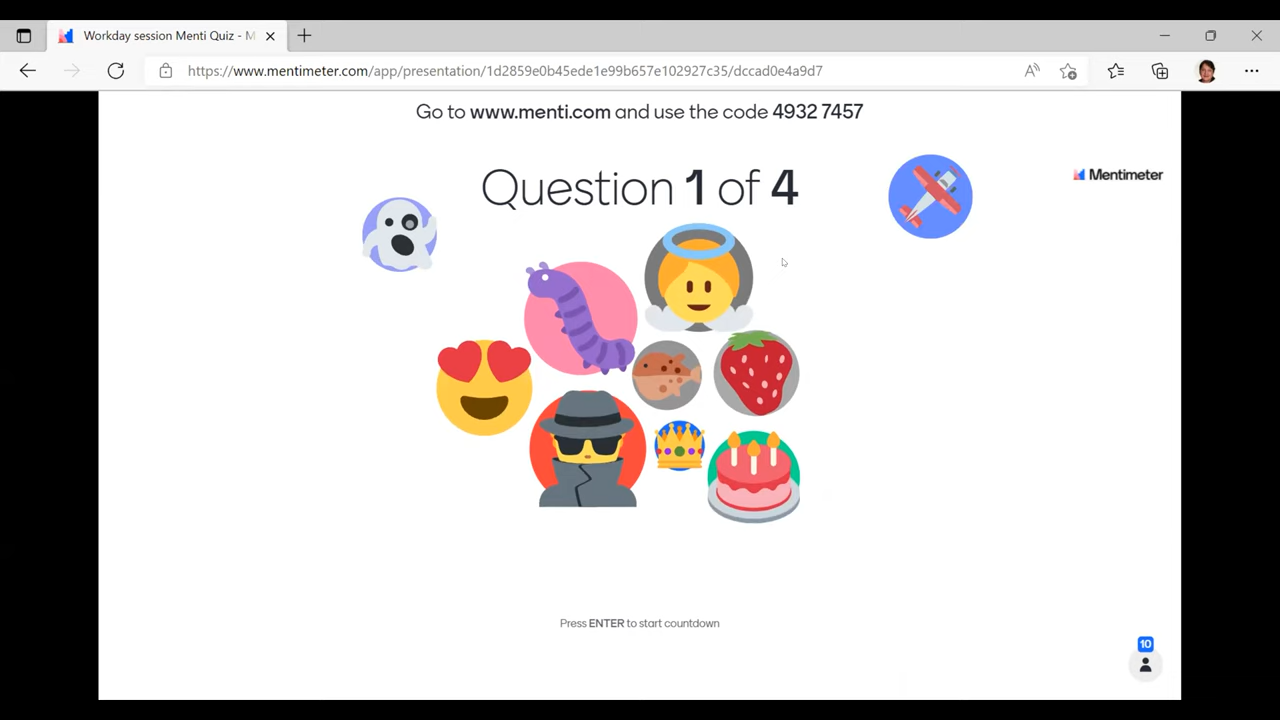 Workday session Menti Quiz - M
https://www.mentimeter.com/app/presentation/1d2859e0b45ede1e99b657e102927c35/dccad0e4a9d7
Go to www.menti.com and use the code 4932 7457
Question 1 of 4
Mentimeter
Press ENTER to start countdown
10